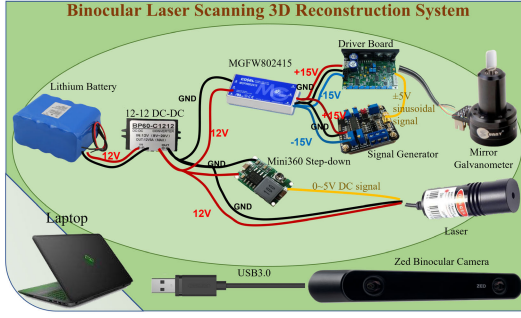 Binocular Laser Scanning 3D Reconstruction System
MGFW802415
Driver Board
Lithium Battery
12-12 DC-DC
BP60-C1212
+15V
GND
-15V
±5V
sinusoidal
signal
GND
+15V
-15V
12V
12V
Signal Generator
Mirror
Galvanometer
GND
Mini360 Step-down
0~5V DC signal
GND
12V
Laser
Laptop
USB3.0
Zed Binocular Camera